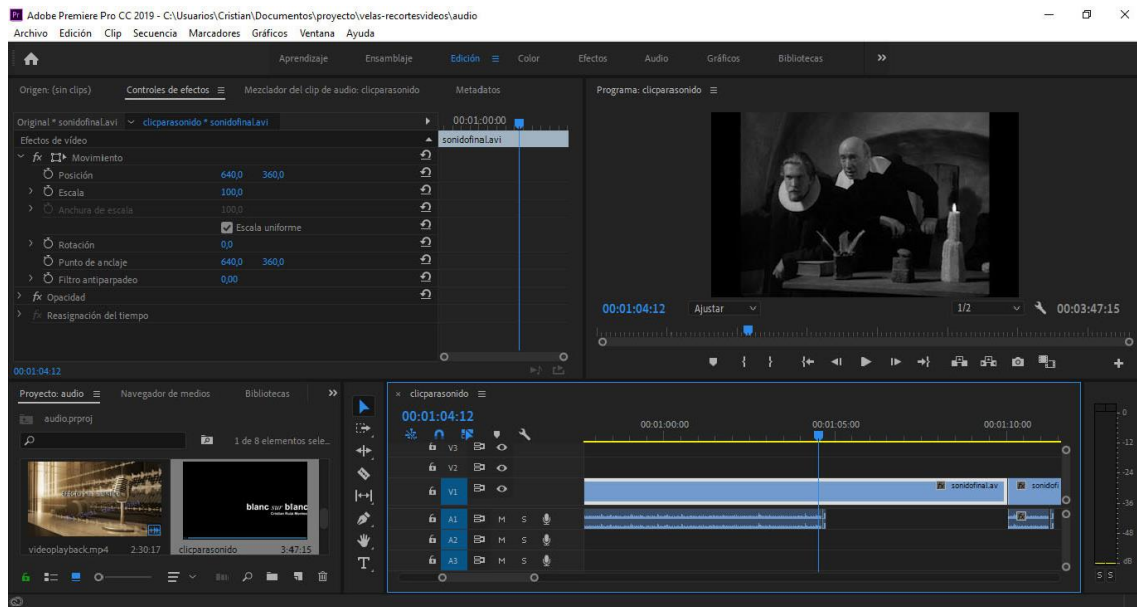 Adobe Premiere Pro CC 2019 - C:\Usuarios\Cristian\Documentos\proyecto\velas-recortesvideos\audio
Archivo Edición Clip Secuencia Marcadores Gráficos Ventana Ayuda
Aprendizaje Ensamblaje Edición Color Efectos Audio Gráficos Bibliotecas
Origen: (sin clips) Controles de efectos Mezclador del clip de audio: clicparasonido Metadatos
Original * sonidofinal.avi clicparasonido * sonidofinal.avi
00:01:00:00
Efectos de vídeo
sonidofinal.avi
fx Movimiento
Posición 640,0 360,0
Escala 100,0
Anchura de escala 100,0
Escala uniforme
Rotación 0,0
Punto de anclaje 640,0 360,0
Filtro antiparpadeo 0,00
fx Opacidad
fx Reasignación del tiempo
00:01:04:12
Programa: clicparasonido
00:01:04:12 Ajustar 1/2 00:03:47:15
Proyecto: audio Navegador de medios Bibliotecas
audio.prproj
1 de 8 elementos sele...
blanc sur blanc
videoplayback.mp4 2:30:17
clicparasonido 3:47:15
clicparasonido
00:01:04:12
00:01:00:00 00:01:05:00 00:01:10:00
V3
V2
V1
fx sonidofinal.av fx sonidofi
A1 M S
A2 M S
A3 M S
0
-12
-24
-36
-48
dB
S S